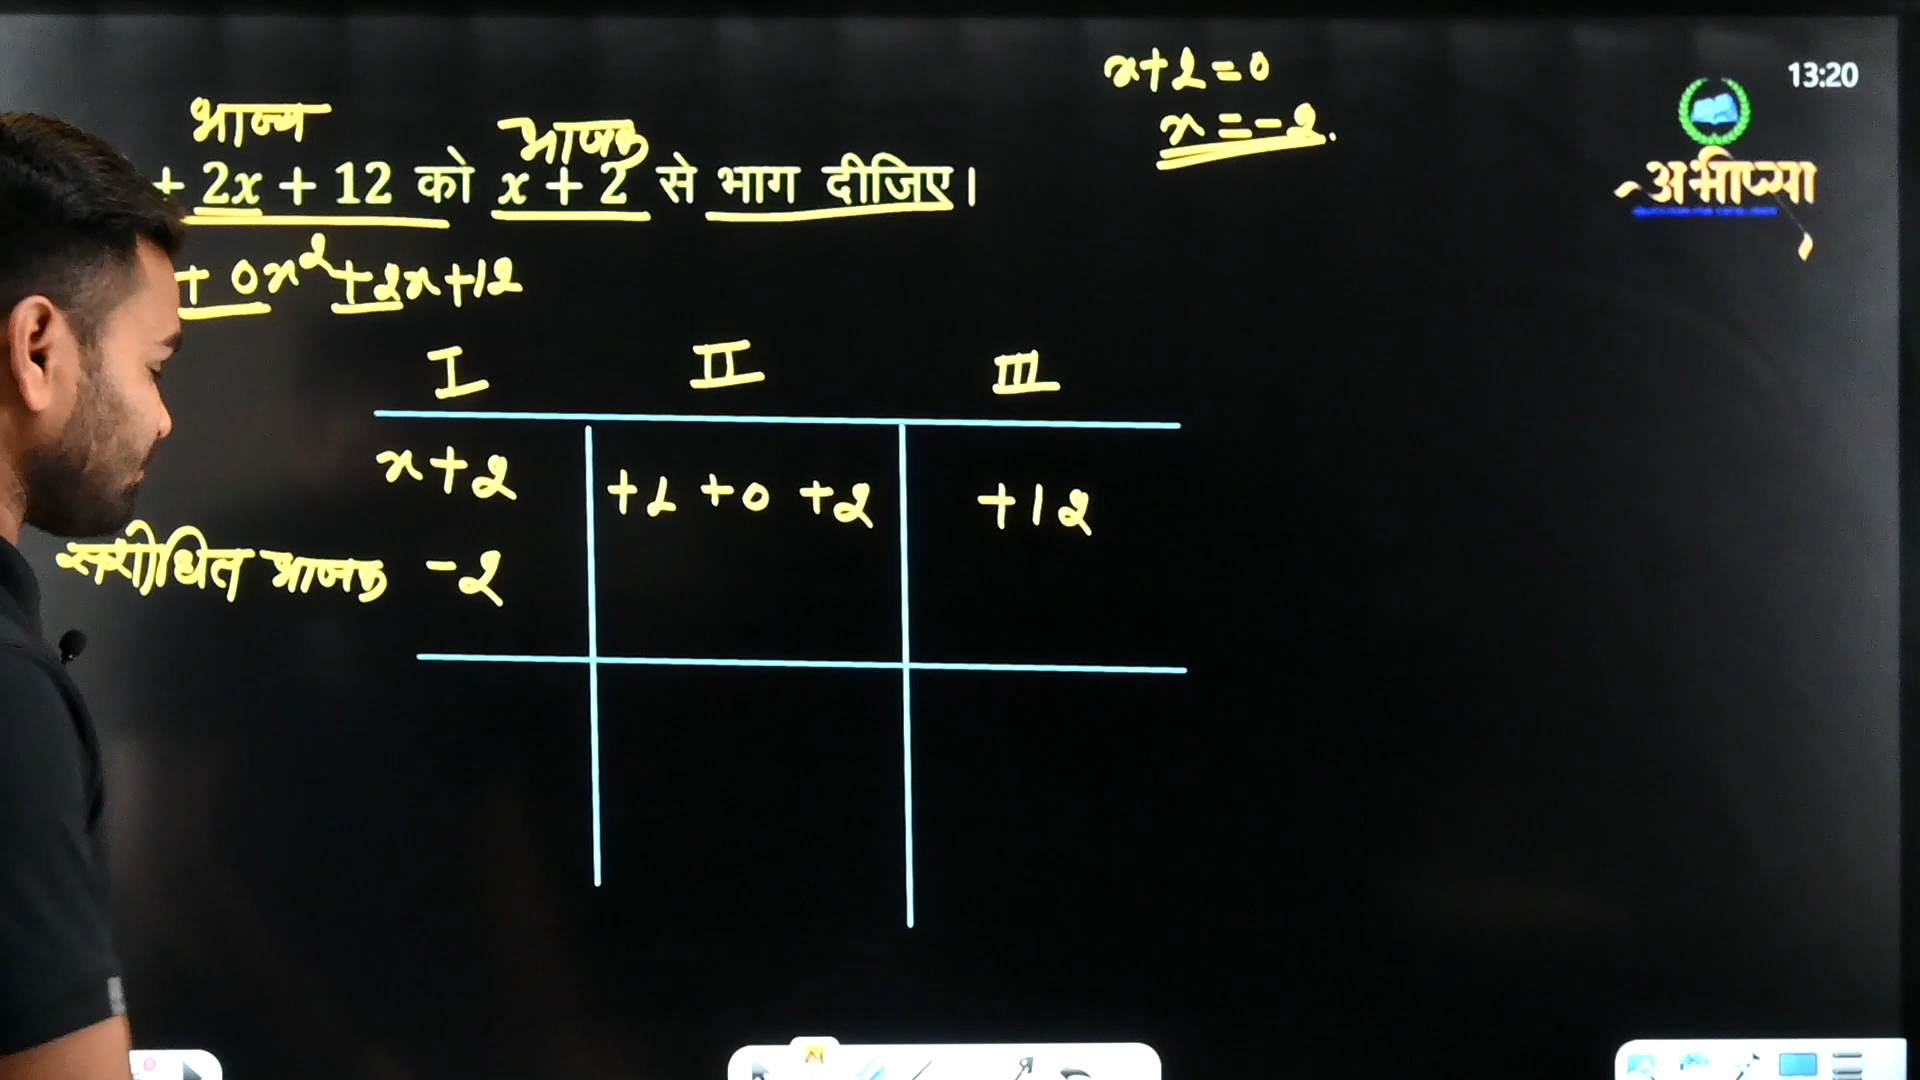 x+2=0
x=-2.
13:20
अभीप्सा
भाज्य
भाजक
+ 2x + 12 को x + 2 से भाग दीजिए।
+ 0x²+2x+12
I II III
x+2 +1 +0 +2 +12
संशोधित भाजक -2